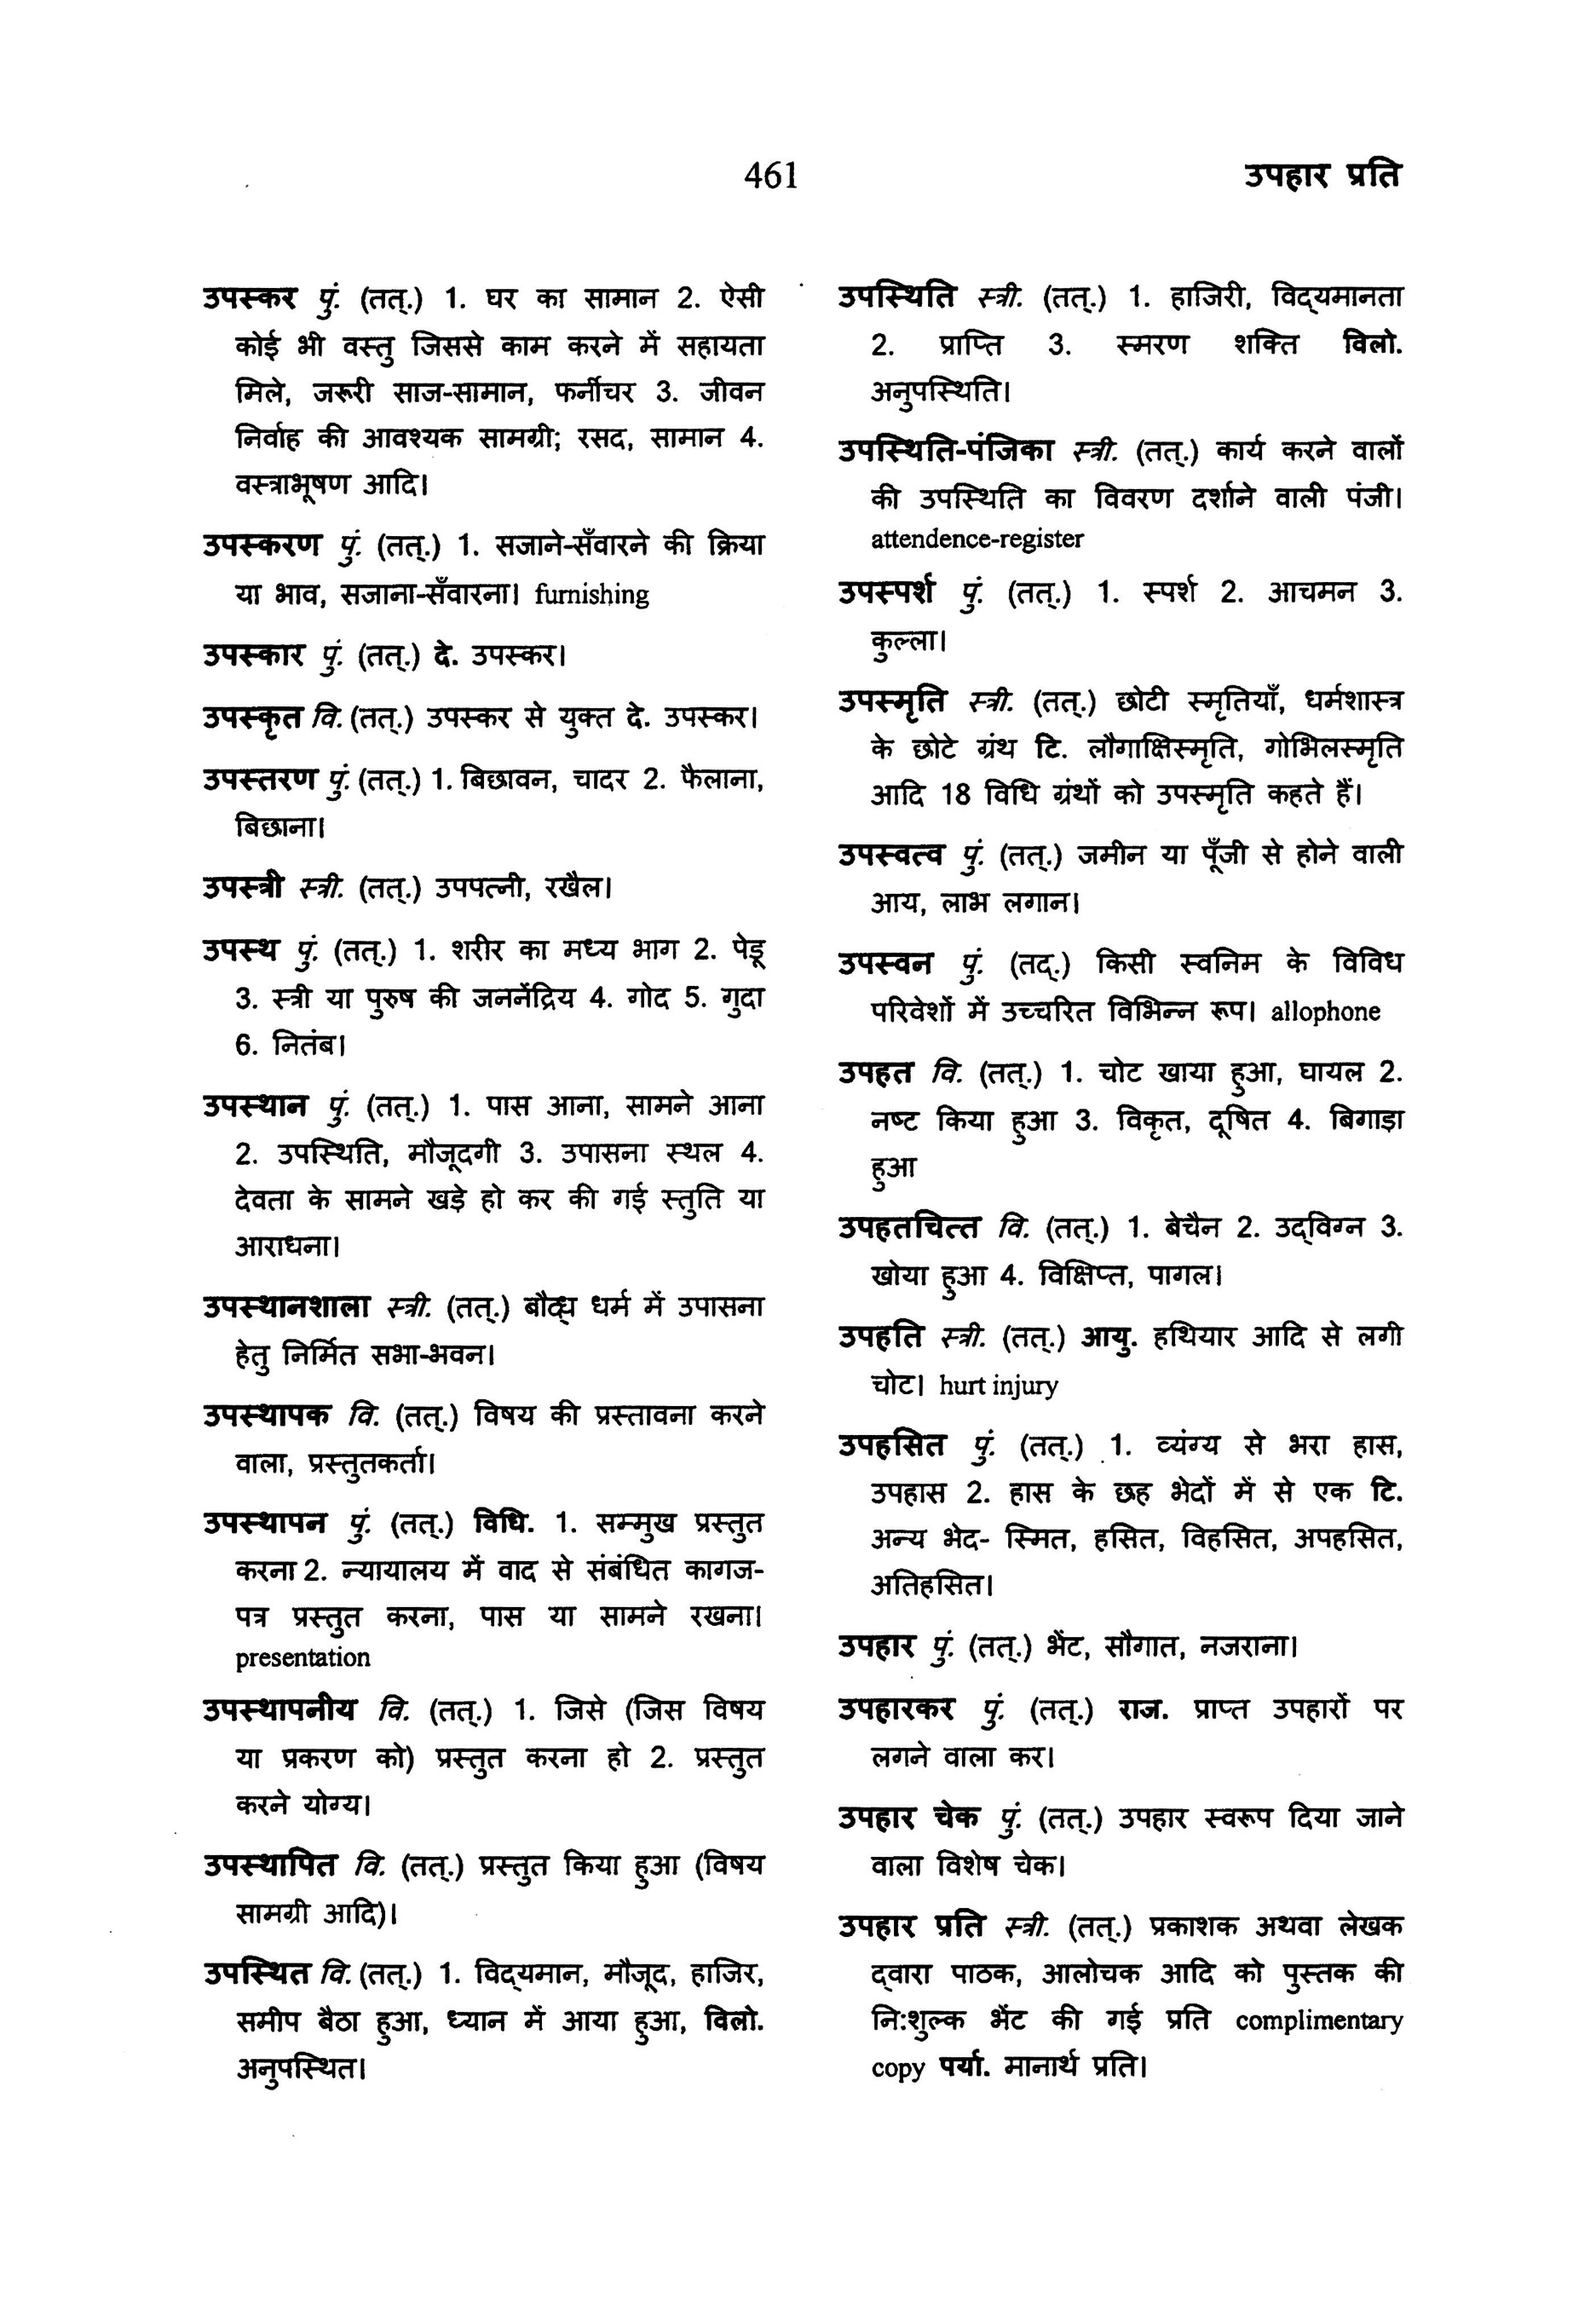 461
उपहार प्रति
उपस्कर पुं. (तत्.) 1. घर का सामान 2. ऐसी
कोई भी वस्तु जिससे काम करने में सहायता
मिले, जरूरी साज-सामान, फर्नीचर 3. जीवन
निर्वाह की आवश्यक सामग्री; रसद, सामान 4.
वस्त्राभूषण आदि।
उपस्करण पुं. (तत्.) 1. सजाने-सँवारने की क्रिया
या भाव, सजाना-सँवारना। furnishing
उपस्कार पुं. (तत्.) दे. उपस्कर।
उपस्कृत वि. (तत्.) उपस्कर से युक्त दे. उपस्कर।
उपस्तरण पुं. (तत्.) 1. बिछावन, चादर 2. फैलाना,
बिछाना।
उपस्त्री स्त्री. (तत्.) उपपत्नी, रखैल।
उपस्थ पुं. (तत्.) 1. शरीर का मध्य भाग 2. पेडू
3. स्त्री या पुरुष की जननेंद्रिय 4. गोद 5. गुदा
6. नितंब।
उपस्थान पुं. (तत्.) 1. पास आना, सामने आना
2. उपस्थिति, मौजूदगी 3. उपासना स्थल 4.
देवता के सामने खड़े हो कर की गई स्तुति या
आराधना।
उपस्थानशाला स्त्री. (तत्.) बौद्ध धर्म में उपासना
हेतु निर्मित सभा-भवन।
उपस्थापक वि. (तत्.) विषय की प्रस्तावना करने
वाला, प्रस्तुतकर्ता।
उपस्थापन पुं. (तत्.) विधि. 1. सम्मुख प्रस्तुत
करना 2. न्यायालय में वाद से संबंधित कागज-
पत्र प्रस्तुत करना, पास या सामने रखना।
presentation
उपस्थापनीय वि. (तत्.) 1. जिसे (जिस विषय
या प्रकरण को) प्रस्तुत करना हो 2. प्रस्तुत
करने योग्य।
उपस्थापित वि. (तत्.) प्रस्तुत किया हुआ (विषय
सामग्री आदि)।
उपस्थित वि. (तत्.) 1. विद्यमान, मौजूद, हाजिर,
समीप बैठा हुआ, ध्यान में आया हुआ, विलो.
अनुपस्थित।
उपस्थिति स्त्री. (तत्.) 1. हाजिरी, विद्यमानता
2. प्राप्ति 3. स्मरण शक्ति विलो.
अनुपस्थिति।
उपस्थिति-पंजिका स्त्री. (तत्.) कार्य करने वालों
की उपस्थिति का विवरण दर्शाने वाली पंजी।
attendence-register
उपस्पर्श पुं. (तत्.) 1. स्पर्श 2. आचमन 3.
कुल्ला।
उपस्मृति स्त्री. (तत्.) छोटी स्मृतियाँ, धर्मशास्त्र
के छोटे ग्रंथ टि. लौगाक्षिस्मृति, गोभिलस्मृति
आदि 18 विधि ग्रंथों को उपस्मृति कहते हैं।
उपस्वत्व पुं. (तत्.) जमीन या पूँजी से होने वाली
आय, लाभ लगान।
उपस्वन पुं. (तद्.) किसी स्वनिम के विविध
परिवेशों में उच्चरित विभिन्न रूप। allophone
उपहत वि. (तत्.) 1. चोट खाया हुआ, घायल 2.
नष्ट किया हुआ 3. विकृत, दूषित 4. बिगाड़ा
हुआ
उपहतचित्त वि. (तत्.) 1. बेचैन 2. उद्विग्न 3.
खोया हुआ 4. विक्षिप्त, पागल।
उपहति स्त्री. (तत्.) आयु. हथियार आदि से लगी
चोट। hurt injury
उपहसित पुं. (तत्.) 1. व्यंग्य से भरा हास,
उपहास 2. हास के छह भेदों में से एक टि.
अन्य भेद- स्मित, हसित, विहसित, अपहसित,
अतिहसित।
उपहार पुं. (तत्.) भेंट, सौगात, नजराना।
उपहारकर पुं. (तत्.) राज. प्राप्त उपहारों पर
लगने वाला कर।
उपहार चेक पुं. (तत्.) उपहार स्वरूप दिया जाने
वाला विशेष चेक।
उपहार प्रति स्त्री. (तत्.) प्रकाशक अथवा लेखक
द्वारा पाठक, आलोचक आदि को पुस्तक की
नि:शुल्क भेंट की गई प्रति complimentary
copy पर्या. मानार्थ प्रति।